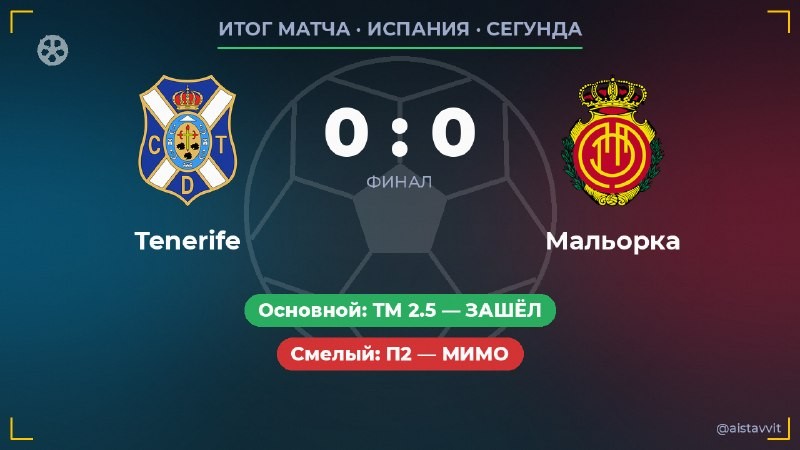 ИТОГ МАТЧА · ИСПАНИЯ · СЕГУНДА
0 : 0
ФИНАЛ
C T
D
Tenerife
Мальорка
Основной: ТМ 2.5 — ЗАШЁЛ
Смелый: П2 — МИМО
@aistavvit